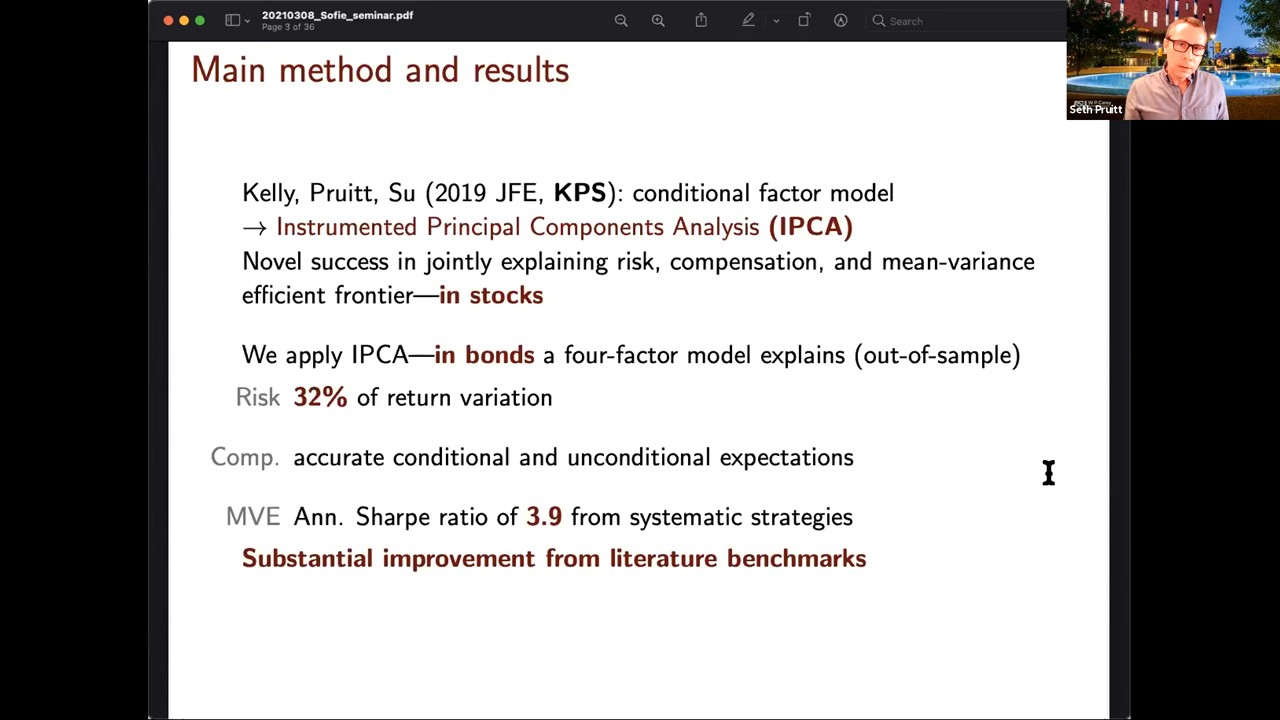 20210308_Sofie_seminar.pdf
Page 3 of 36
Search
Main method and results
Kelly, Pruitt, Su (2019 JFE, KPS): conditional factor model
→ Instrumented Principal Components Analysis (IPCA)
Novel success in jointly explaining risk, compensation, and mean-variance
efficient frontier—in stocks
We apply IPCA—in bonds a four-factor model explains (out-of-sample)
Risk 32% of return variation
Comp. accurate conditional and unconditional expectations
MVE Ann. Sharpe ratio of 3.9 from systematic strategies
Substantial improvement from literature benchmarks
Seth Pruitt